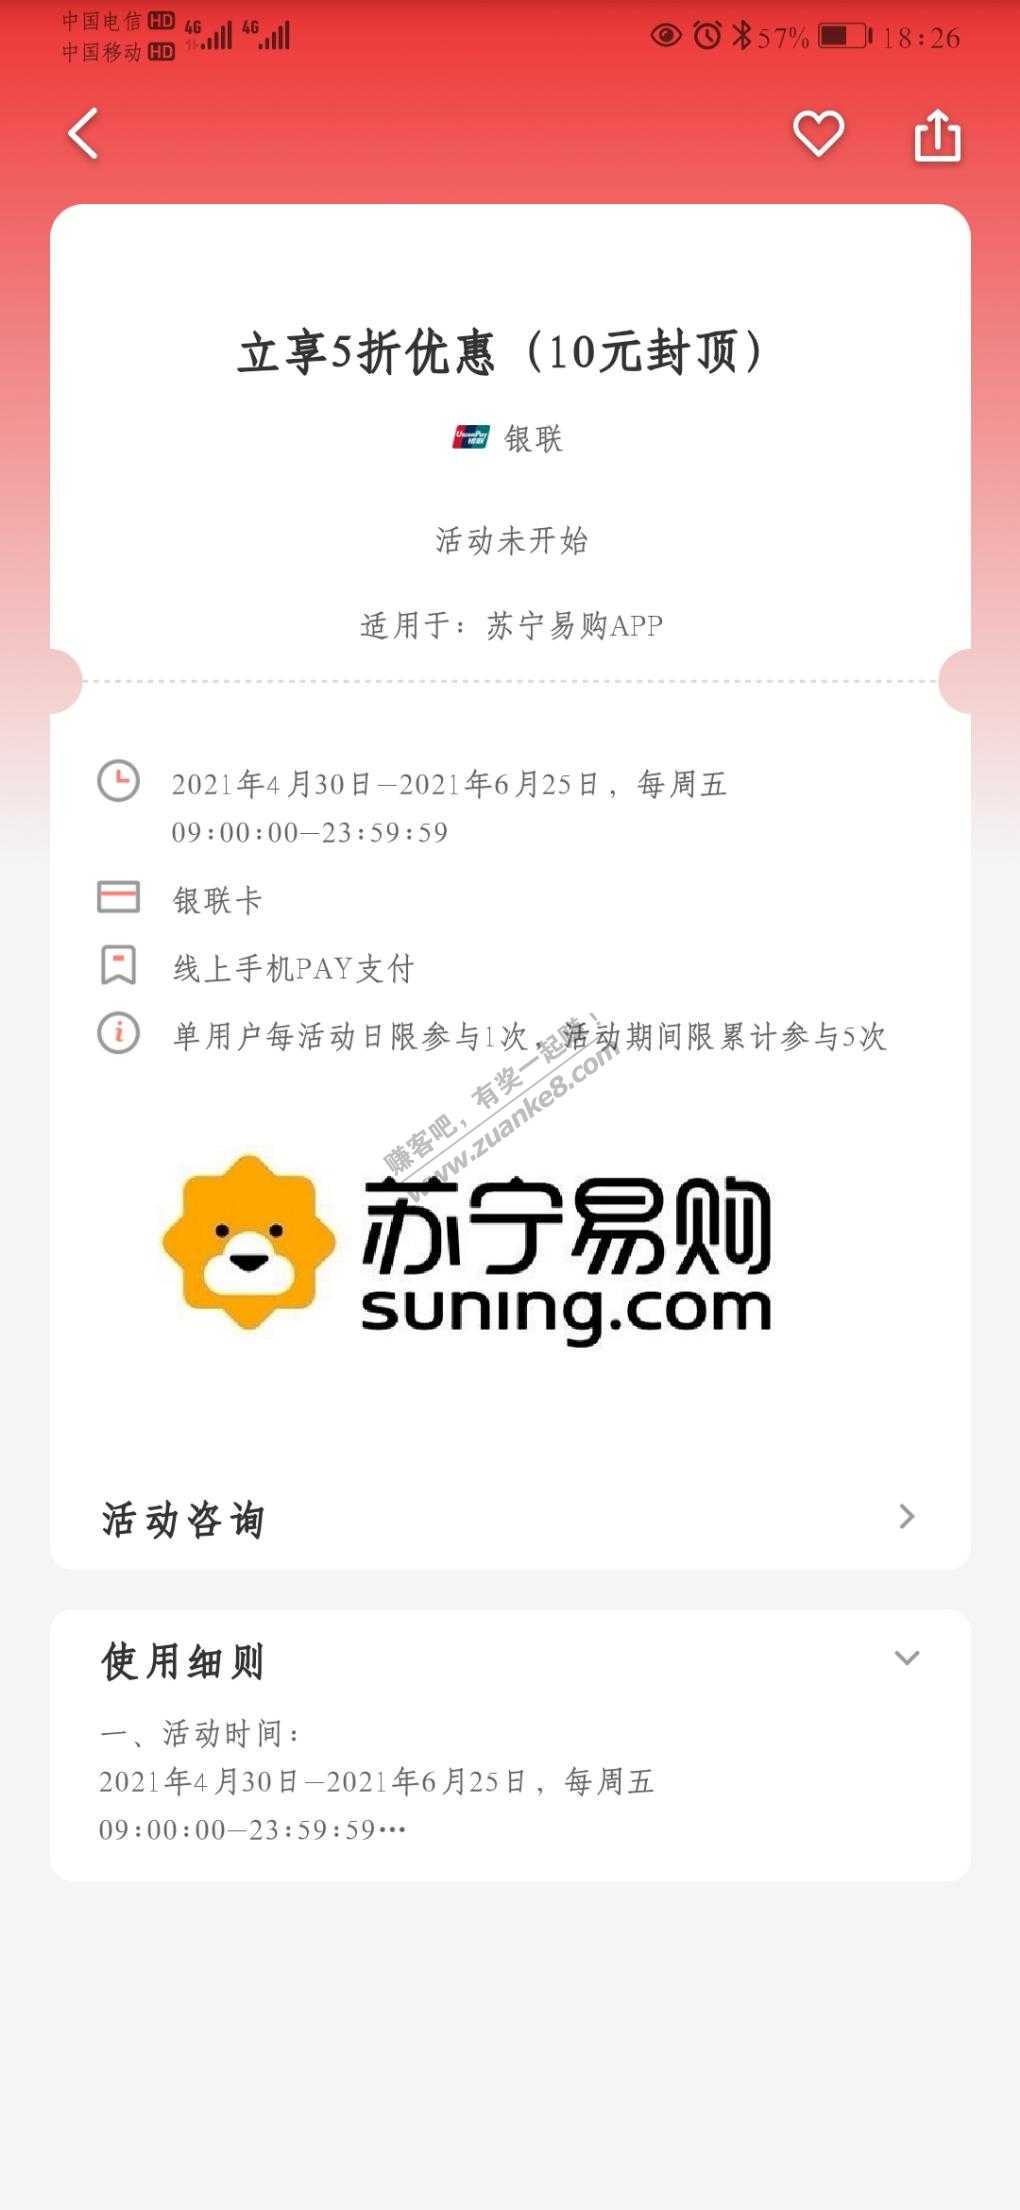 中国电信 HD 4G 4G
中国移动 HD
57% 18:26
立享5折优惠（10元封顶）
UnionPay 银联 银联
活动未开始
适用于：苏宁易购APP
2021年4月30日—2021年6月25日，每周五
09:00:00—23:59:59
银联卡
线上手机PAY支付
单用户每活动日限参与1次，活动期间限累计参与5次
赚客吧，有奖一起赚！
www.zuanke8.com
苏宁易购
suning.com
活动咨询
使用细则
一、活动时间：
2021年4月30日—2021年6月25日，每周五
09:00:00—23:59:59…